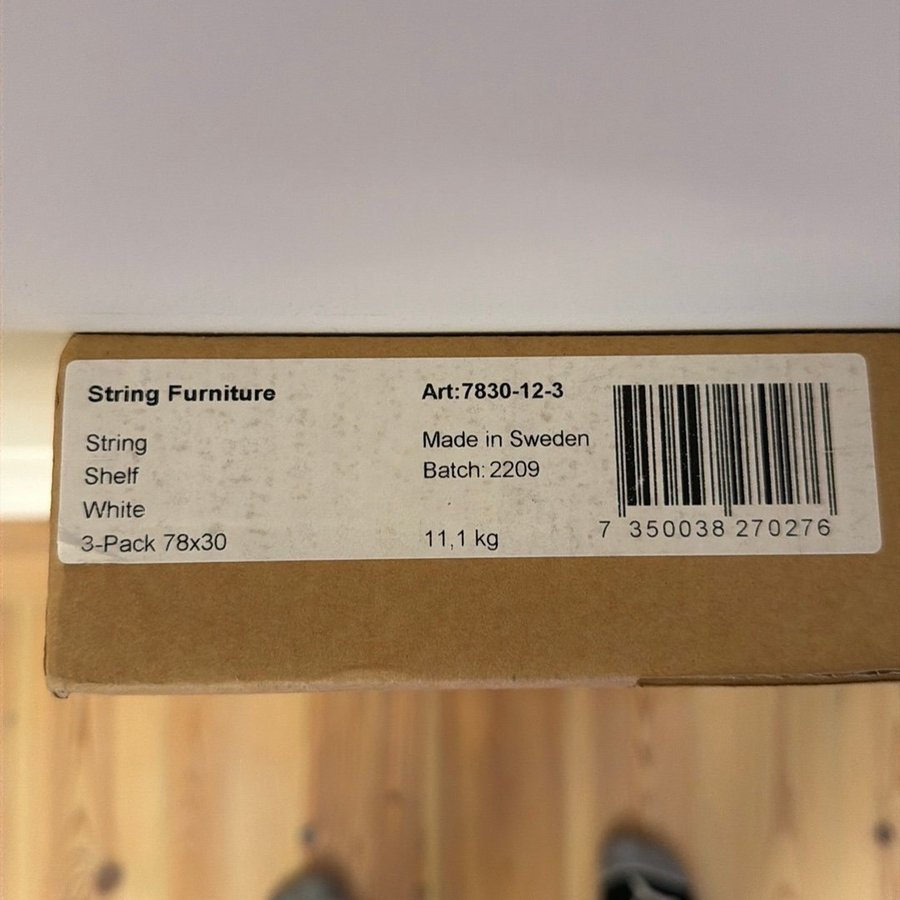 String Furniture
String
Shelf
White
3-Pack 78x30
Art:7830-12-3
Made in Sweden
Batch: 2209
11,1 kg
7 350038 270276